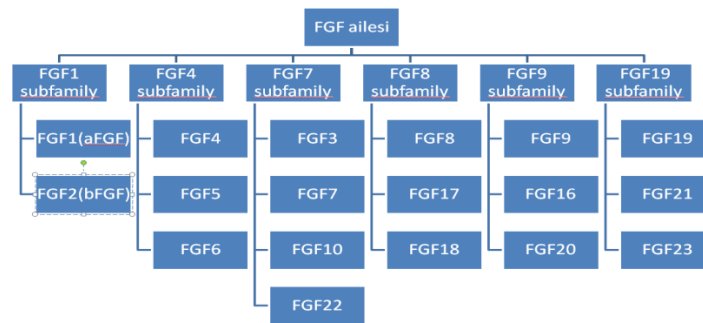 FGF ailesi
FGF1
subfamily
FGF4
subfamily
FGF7
subfamily
FGF8
subfamily
FGF9
subfamily
FGF19
subfamily
FGF1(aFGF)
FGF4
FGF3
FGF8
FGF9
FGF19
FGF2(bFGF)
FGF5
FGF7
FGF17
FGF16
FGF21
FGF6
FGF10
FGF18
FGF20
FGF23
FGF22